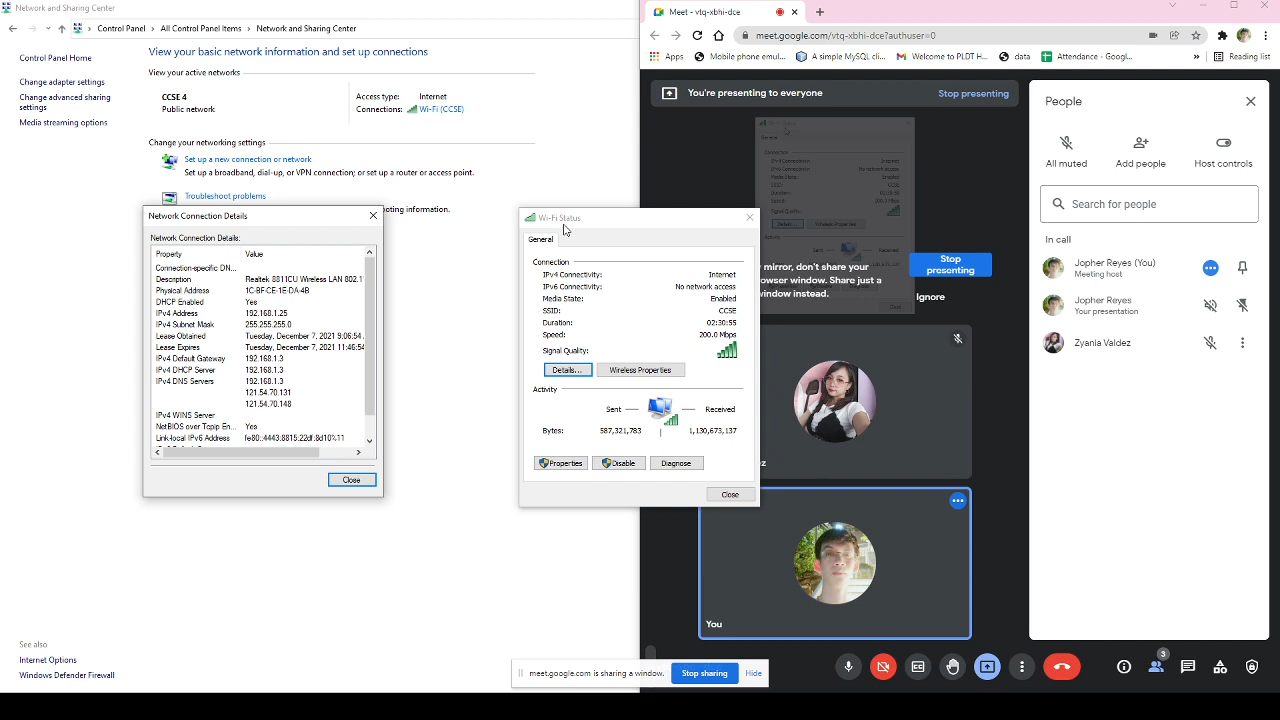 Network and Sharing Center
Control Panel
All Control Panel Items
Network and Sharing Center
Control Panel Home
Change adapter settings
Change advanced sharing
settings
Media streaming options
View your basic network information and set up connections
View your active networks
CCSE 4
Public network
Access type: Internet
Connections: Wi-Fi (CCSE)
Change your networking settings
Set up a new connection or network
Set up a broadband, dial-up, or VPN connection; or set up a router or access point.
Troubleshoot problems
oting information.
Network Connection Details
Network Connection Details:
Property Value
Connection-specific DN...
Description Realtek 8811CU Wireless LAN 802.1
Physical Address 1C-BF-CE-1E-DA-4B
DHCP Enabled Yes
IPv4 Address 192.168.1.25
IPv4 Subnet Mask 255.255.255.0
Lease Obtained Tuesday, December 7, 2021 9:06:54
Lease Expires Tuesday, December 7, 2021 11:46:54
IPv4 Default Gateway 192.168.1.3
IPv4 DHCP Server 192.168.1.3
IPv4 DNS Servers 192.168.1.3
121.54.70.131
121.54.70.148
IPv4 WINS Server
NetBIOS over Tcpip En... Yes
Link-local IPv6 Address fe80::4443:8815:22df:8d10%11
Close
Wi-Fi Status
General
Connection
IPv4 Connectivity: Internet
IPv6 Connectivity: No network access
Media State: Enabled
SSID: CCSE
Duration: 02:30:55
Speed: 200.0 Mbps
Signal Quality:
Details...
Wireless Properties
Activity
Sent
Received
Bytes: 587,321,783 1,130,673,137
Properties
Disable
Diagnose
Close
See also
Internet Options
Windows Defender Firewall
Meet – vtq-xbhi-dce
meet.google.com/vtq-xbhi-dce?authuser=0
Apps
Mobile phone emul...
A simple MySQL cli...
Welcome to PLDT H...
data
Attendance - Googl...
»
Reading list
You're presenting to everyone
Stop presenting
mirror, don't share your
owser window. Share just a
window instead.
Stop
presenting
Ignore
You
meet.google.com is sharing a window.
Stop sharing
Hide
People
All muted
Add people
Host controls
Search for people
In call
Jopher Reyes (You)
Meeting host
Jopher Reyes
Your presentation
Zyania Valdez
3